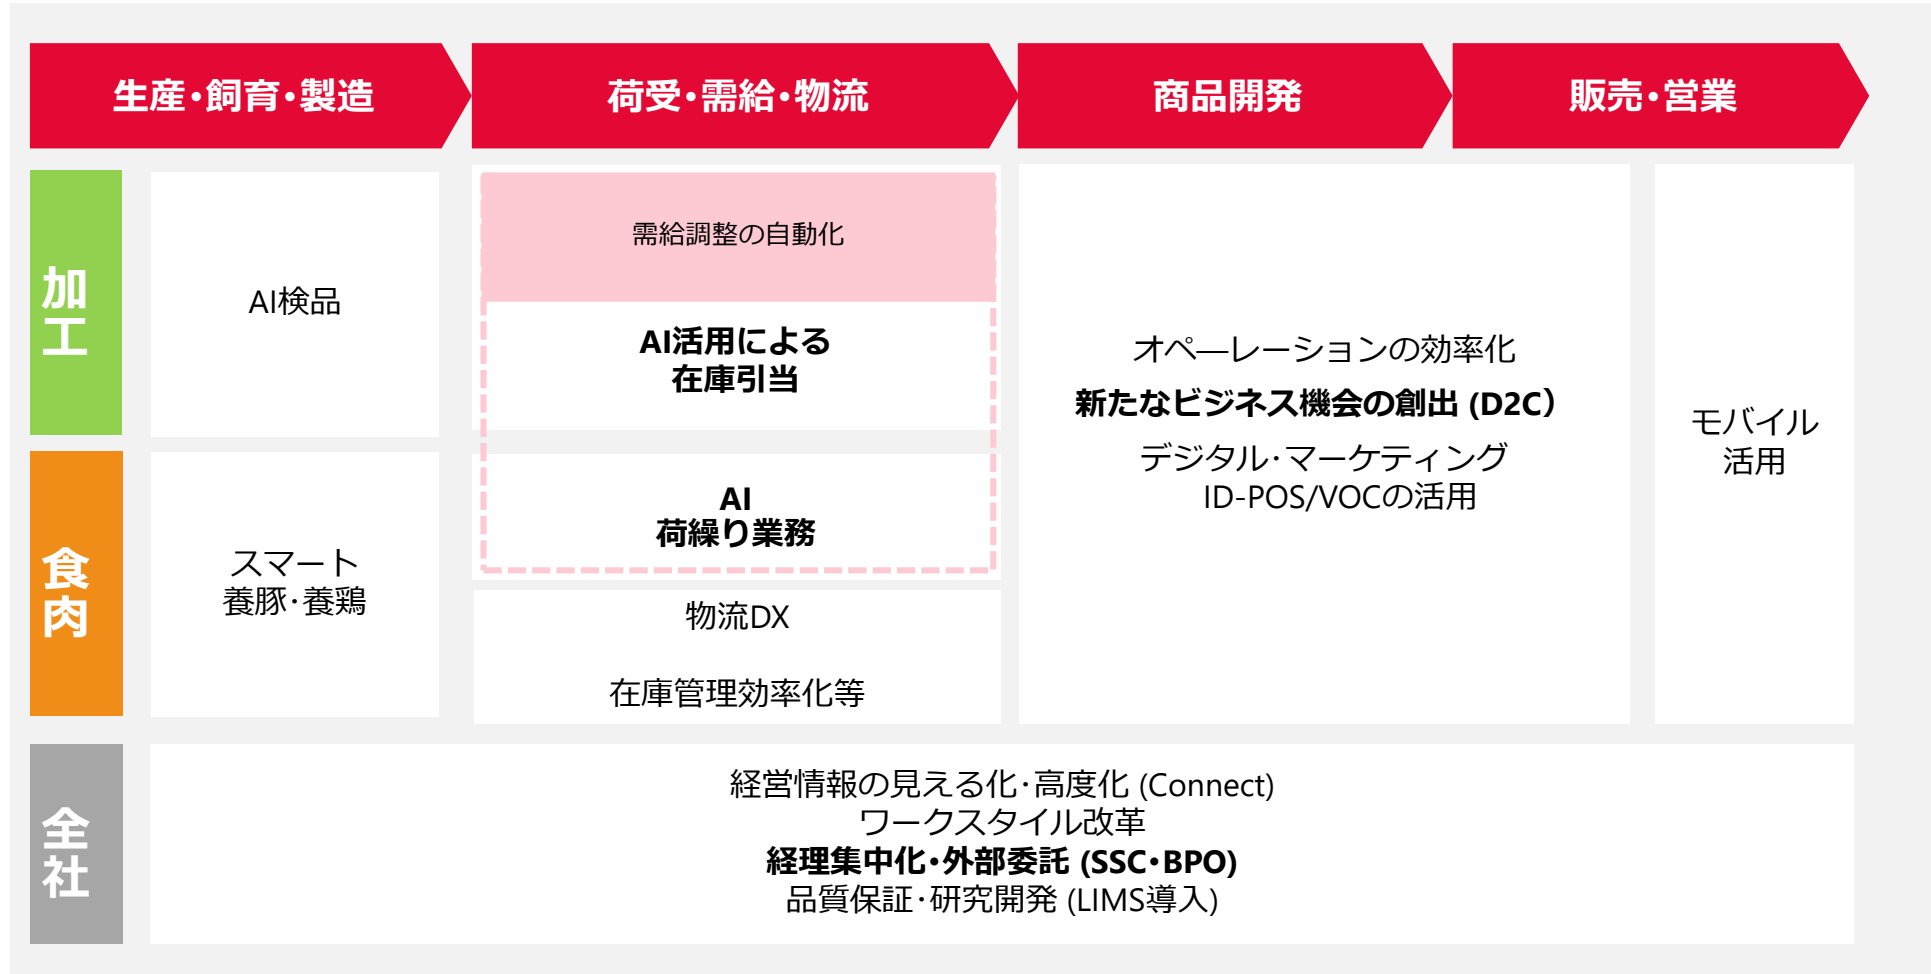 生産・飼育・製造
荷受・需給・物流
商品開発
販売・営業
加工
AI検品
需給調整の自動化
AI活用による
在庫引当
オペ―レーションの効率化
新たなビジネス機会の創出 (D2C）
デジタル・マーケティング
ID-POS/VOCの活用
モバイル
活用
食肉
スマート
養豚・養鶏
AI
荷繰り業務
物流DX
在庫管理効率化等
全社
経営情報の見える化・高度化 (Connect)
ワークスタイル改革
経理集中化・外部委託 (SSC・BPO)
品質保証・研究開発 (LIMS導入)